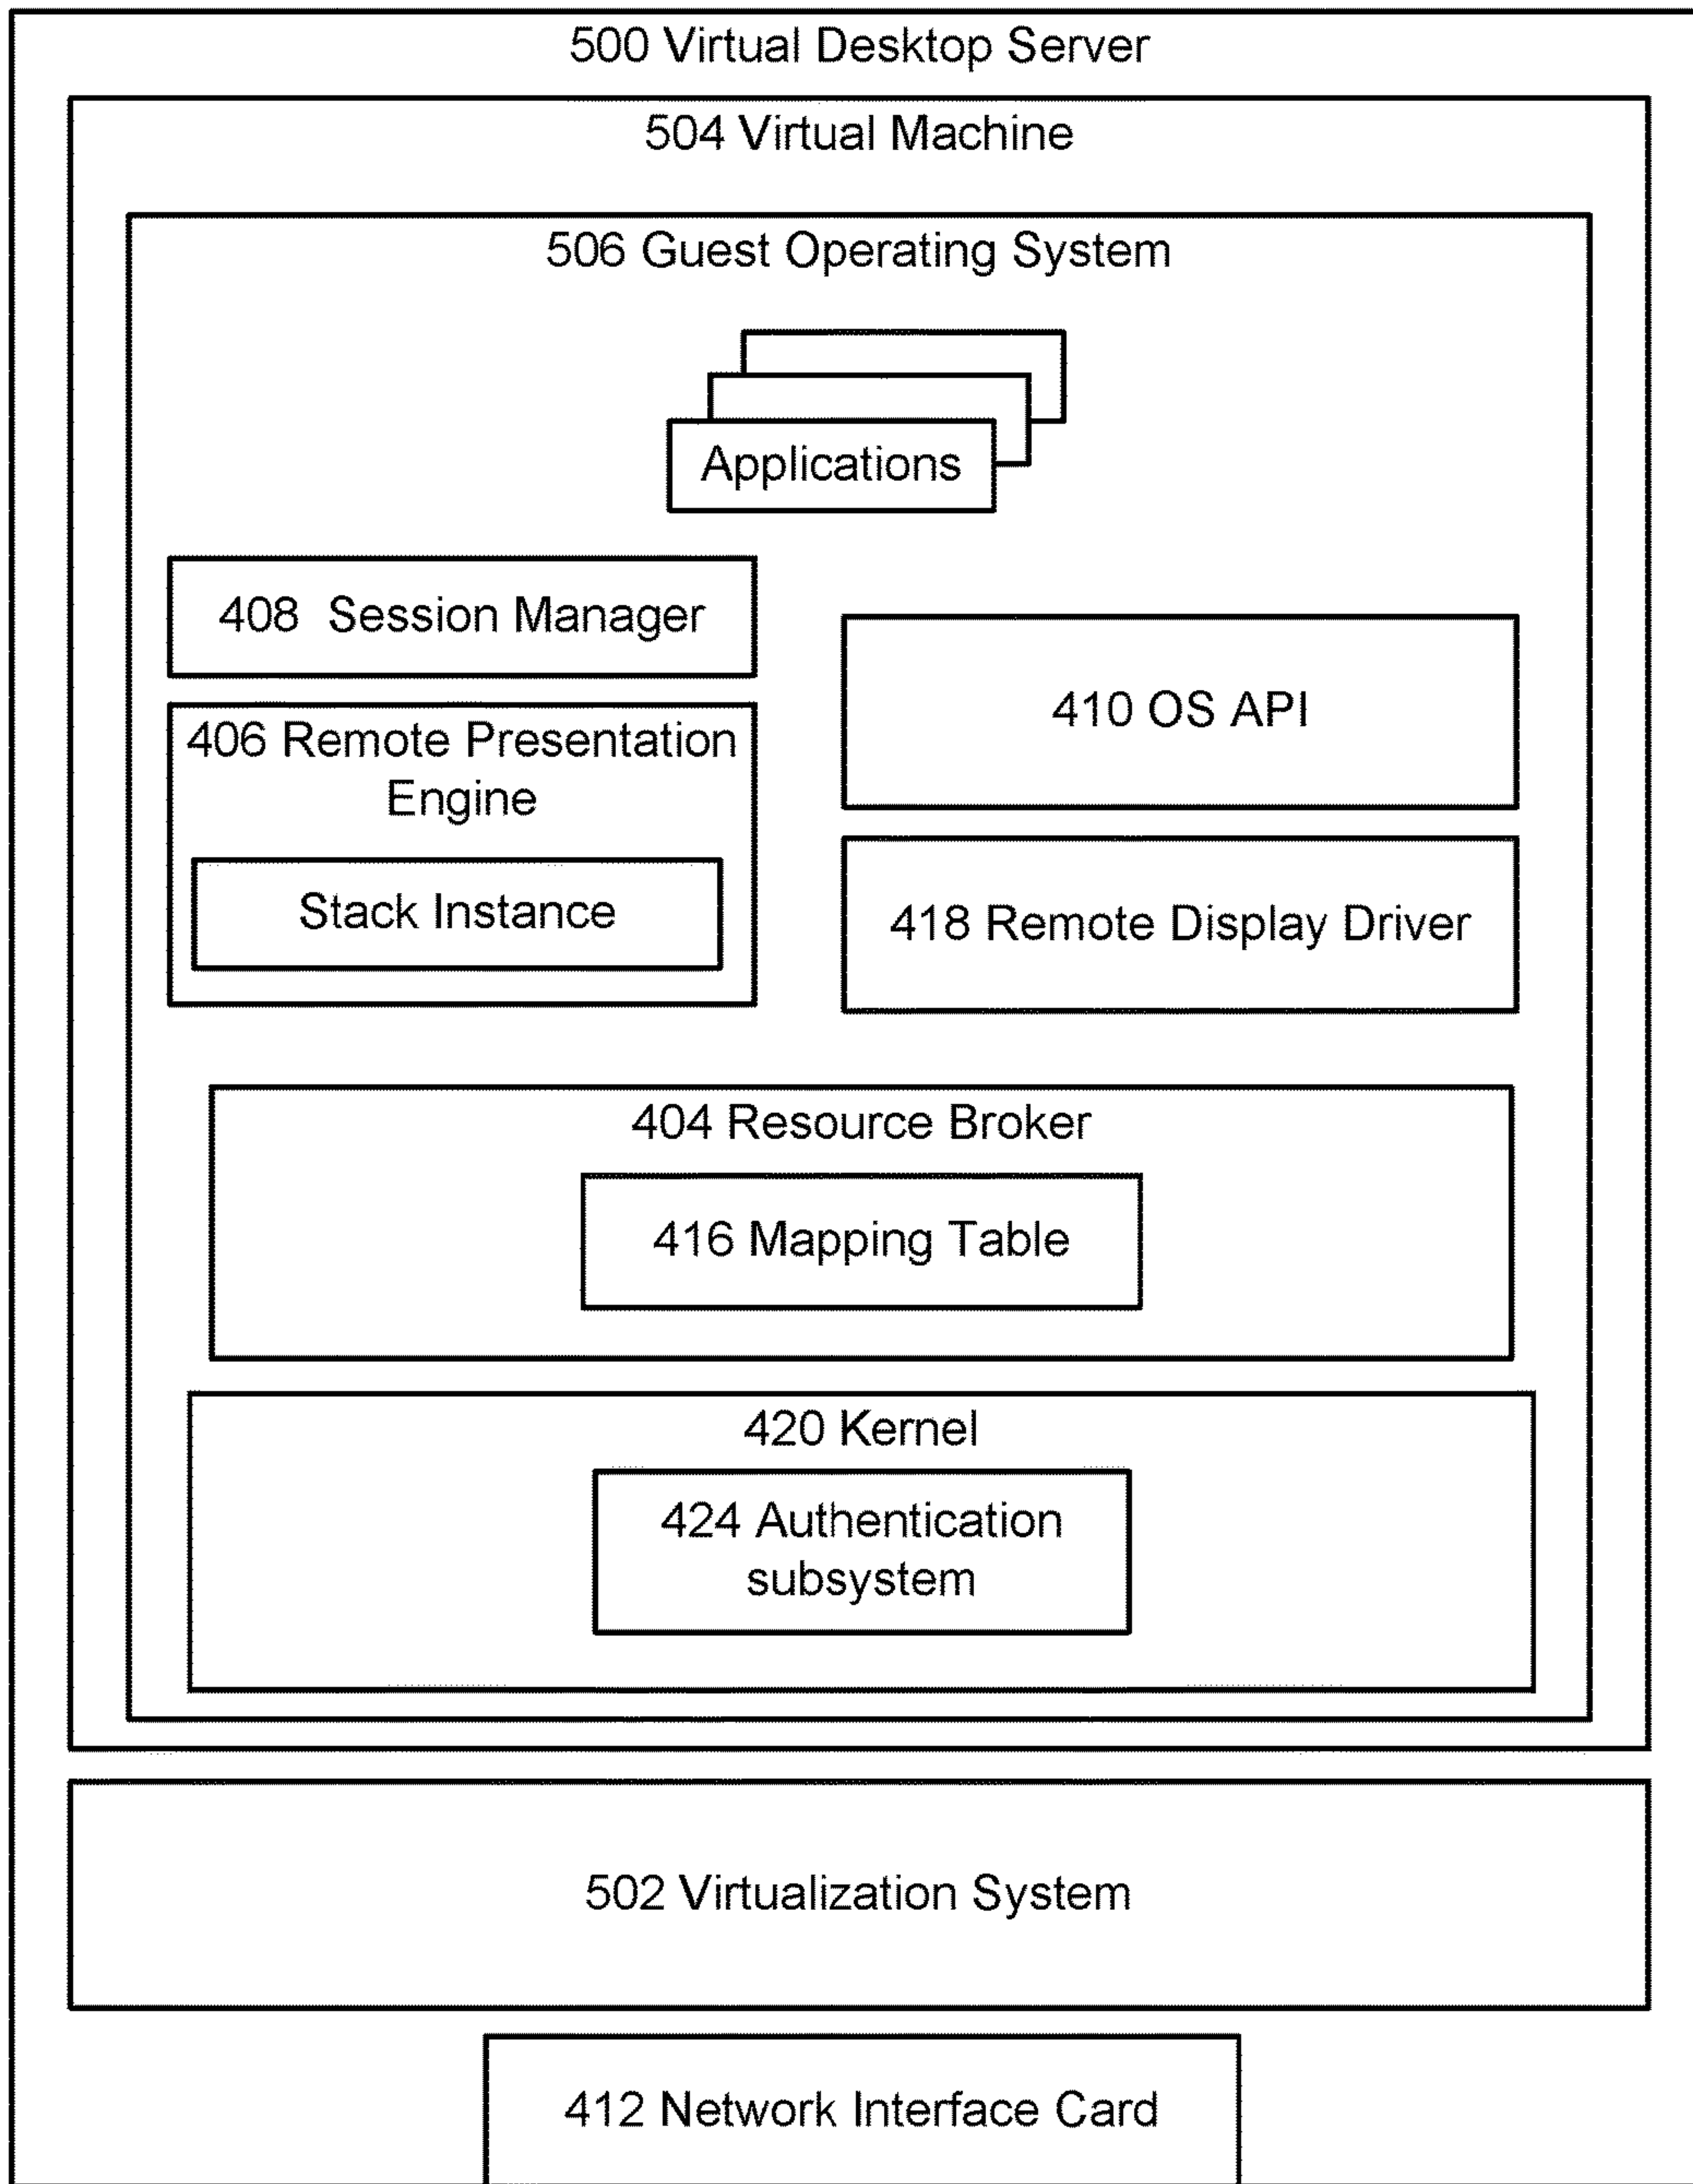 500 Virtual Desktop Server
504 Virtual Machine
506 Guest Operating System
Applications
408 Session Manager
406 Remote Presentation
Engine
Stack Instance
410 OS API
418 Remote Display Driver
404 Resource Broker
416 Mapping Table
420 Kernel
424 Authentication
subsystem
502 Virtualization System
412 Network Interface Card